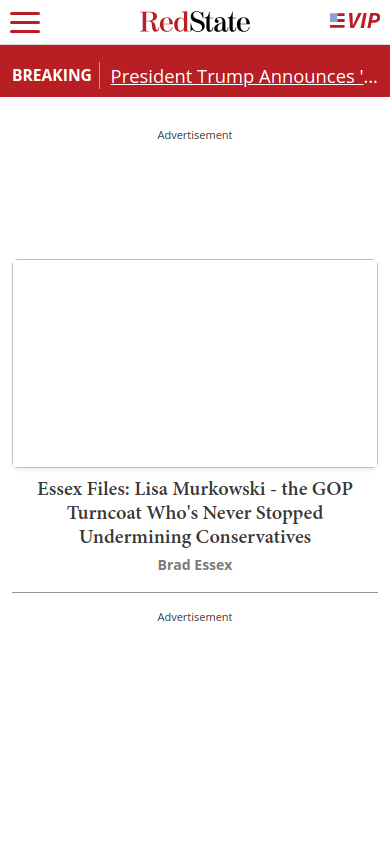 RedState
VIP
BREAKING
President Trump Announces '...
Advertisement
Essex Files: Lisa Murkowski - the GOP
Turncoat Who's Never Stopped
Undermining Conservatives
Brad Essex
Advertisement